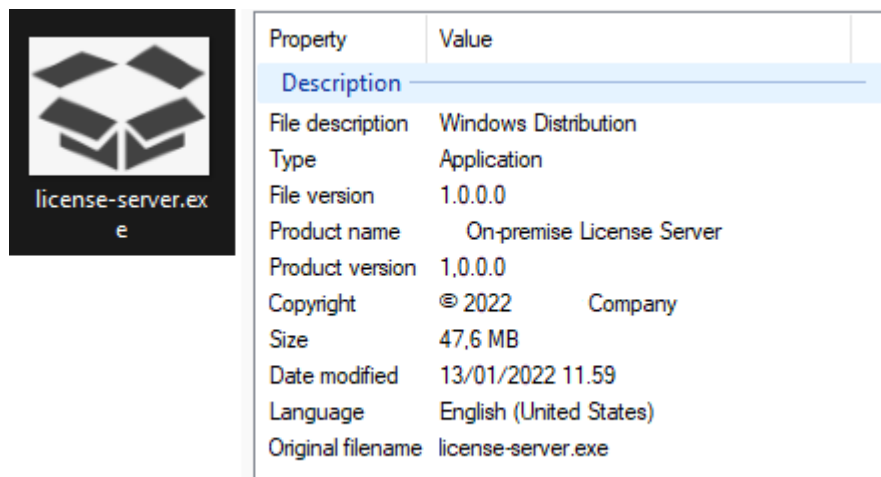 license-server.ex
e
Property Value
Description
File description Windows Distribution
Type Application
File version 1.0.0.0
Product name On-premise License Server
Product version 1,0.0.0
Copyright © 2022 Company
Size 47,6 MB
Date modified 13/01/2022 11.59
Language English (United States)
Original filename license-server.exe